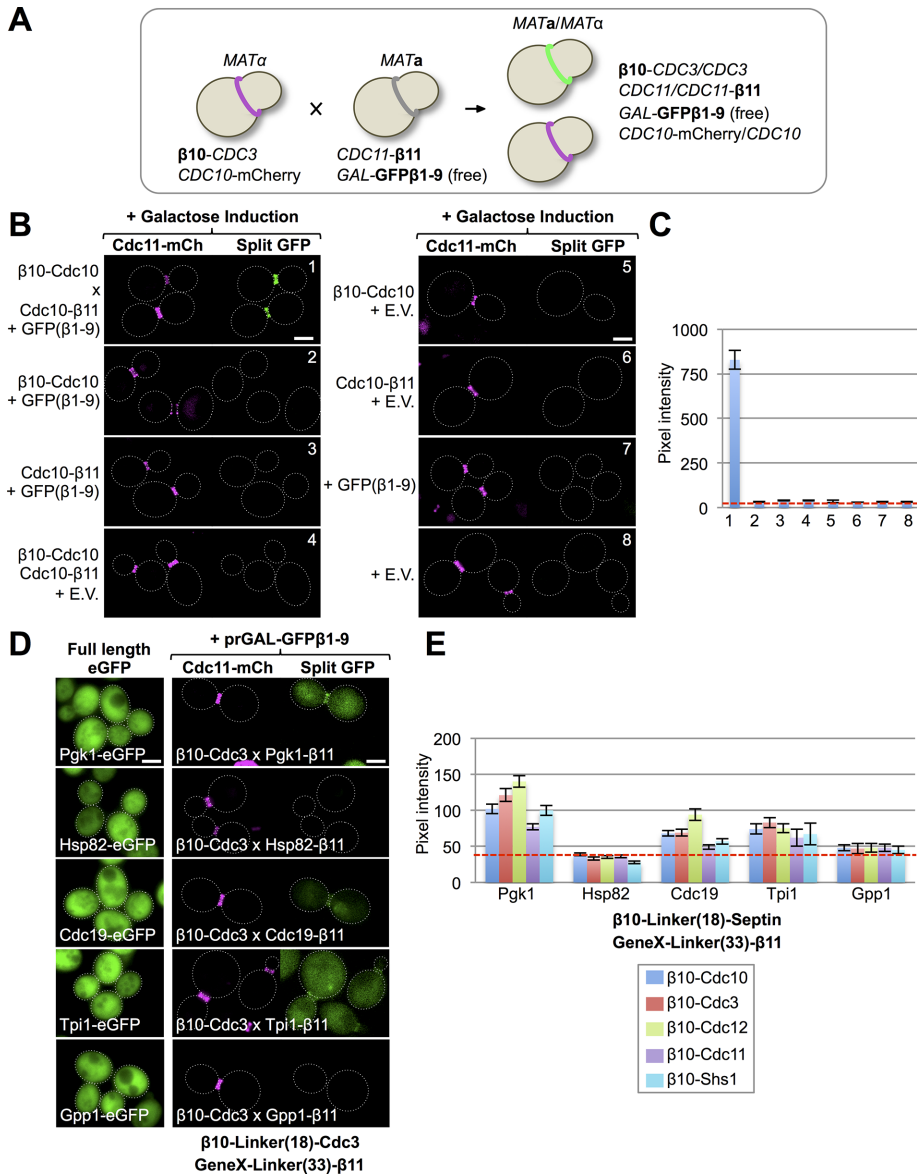 A
MATα
MATa
MATa/MATα
β10-CDC3
CDC10-mCherry
CDC11-β11
GAL-GFPβ1-9 (free)
β10-CDC3/CDC3
CDC11/CDC11-β11
GAL-GFPβ1-9 (free)
CDC10-mCherry/CDC10
B
+ Galactose Induction
Cdc11-mCh Split GFP
β10-Cdc10
x
Cdc10-β11
+ GFP(β1-9)
1
β10-Cdc10
+ GFP(β1-9)
2
Cdc10-β11
+ GFP(β1-9)
3
β10-Cdc10
Cdc10-β11
+ E.V.
4
+ Galactose Induction
Cdc11-mCh Split GFP
β10-Cdc10
+ E.V.
5
Cdc10-β11
+ E.V.
6
+ GFP(β1-9)
7
+ E.V.
8
C
Pixel intensity
1000
750
500
250
0
1 2 3 4 5 6 7 8
D
Full length
eGFP
+ prGAL-GFPβ1-9
Cdc11-mCh Split GFP
Pgk1-eGFP
β10-Cdc3 x Pgk1-β11
Hsp82-eGFP
β10-Cdc3 x Hsp82-β11
Cdc19-eGFP
β10-Cdc3 x Cdc19-β11
Tpi1-eGFP
β10-Cdc3 x Tpi1-β11
Gpp1-eGFP
β10-Cdc3 x Gpp1-β11
β10-Linker(18)-Cdc3
GeneX-Linker(33)-β11
E
Pixel intensity
200
150
100
50
0
Pgk1 Hsp82 Cdc19 Tpi1 Gpp1
β10-Linker(18)-Septin
GeneX-Linker(33)-β11
β10-Cdc10
β10-Cdc3
β10-Cdc12
β10-Cdc11
β10-Shs1